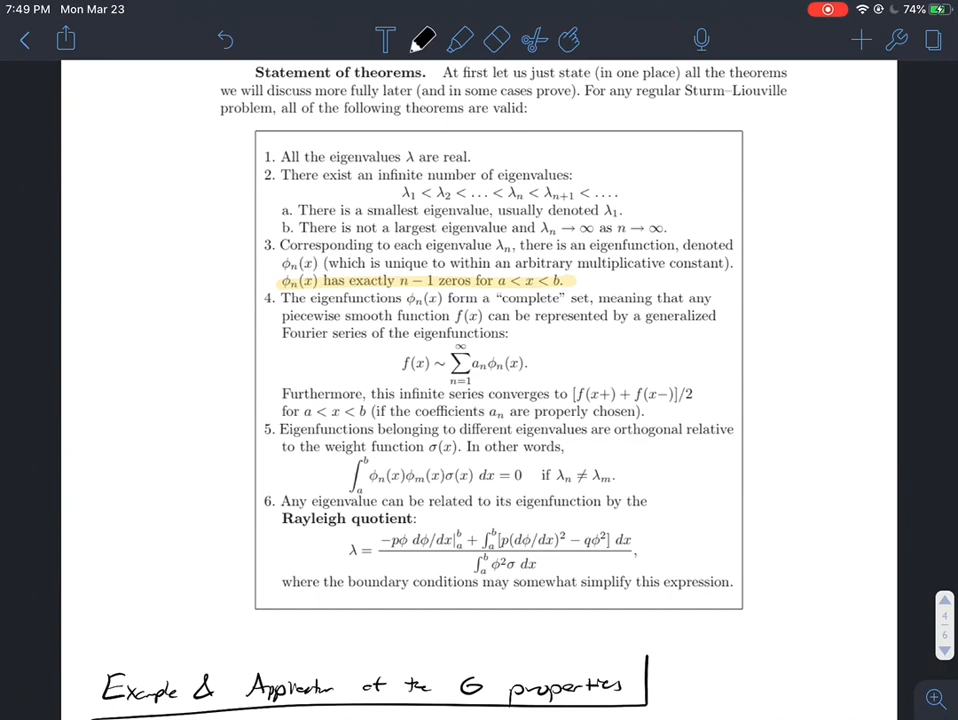 7:49 PM Mon Mar 23
74%
Statement of theorems. At first let us just state (in one place) all the theorems
we will discuss more fully later (and in some cases prove). For any regular Sturm–Liouville
problem, all of the following theorems are valid:
1. All the eigenvalues λ are real.
2. There exist an infinite number of eigenvalues:
λ₁ < λ₂ < … < λₙ < λₙ₊₁ < ….
a. There is a smallest eigenvalue, usually denoted λ₁.
b. There is not a largest eigenvalue and λₙ → ∞ as n → ∞.
3. Corresponding to each eigenvalue λₙ, there is an eigenfunction, denoted
ϕₙ(x) (which is unique to within an arbitrary multiplicative constant).
ϕₙ(x) has exactly n − 1 zeros for a < x < b.
4. The eigenfunctions ϕₙ(x) form a “complete” set, meaning that any
piecewise smooth function f(x) can be represented by a generalized
Fourier series of the eigenfunctions:
f(x) ~ ∑_{n=1}^{∞} aₙϕₙ(x).
Furthermore, this infinite series converges to [f(x+) + f(x−)]/2
for a < x < b (if the coefficients aₙ are properly chosen).
5. Eigenfunctions belonging to different eigenvalues are orthogonal relative
to the weight function σ(x). In other words,
∫_a^b ϕₙ(x)ϕₘ(x)σ(x) dx = 0 if λₙ ≠ λₘ.
6. Any eigenvalue can be related to its eigenfunction by the
Rayleigh quotient:
λ = (−pϕ dϕ/dx|_a^b + ∫_a^b [p(dϕ/dx)² − qϕ²] dx) / (∫_a^b ϕ²σ dx),
where the boundary conditions may somewhat simplify this expression.
4
6
Example & Application of the 6 properties